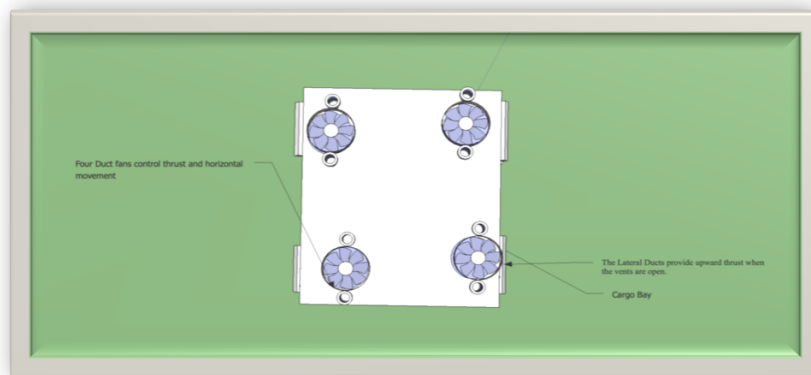 Four Duct fans control thrust and horizontal
movement
The Lateral Ducts provide upward thrust when
the vents are open.
Cargo Bay